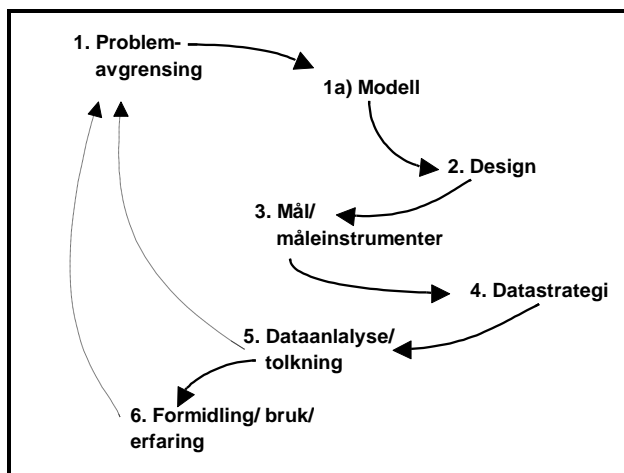 1. Problem-
avgrensing
1a) Modell
2. Design
3. Mål/
måleinstrumenter
4. Datastrategi
5. Dataanlalyse/
tolkning
6. Formidling/ bruk/
erfaring